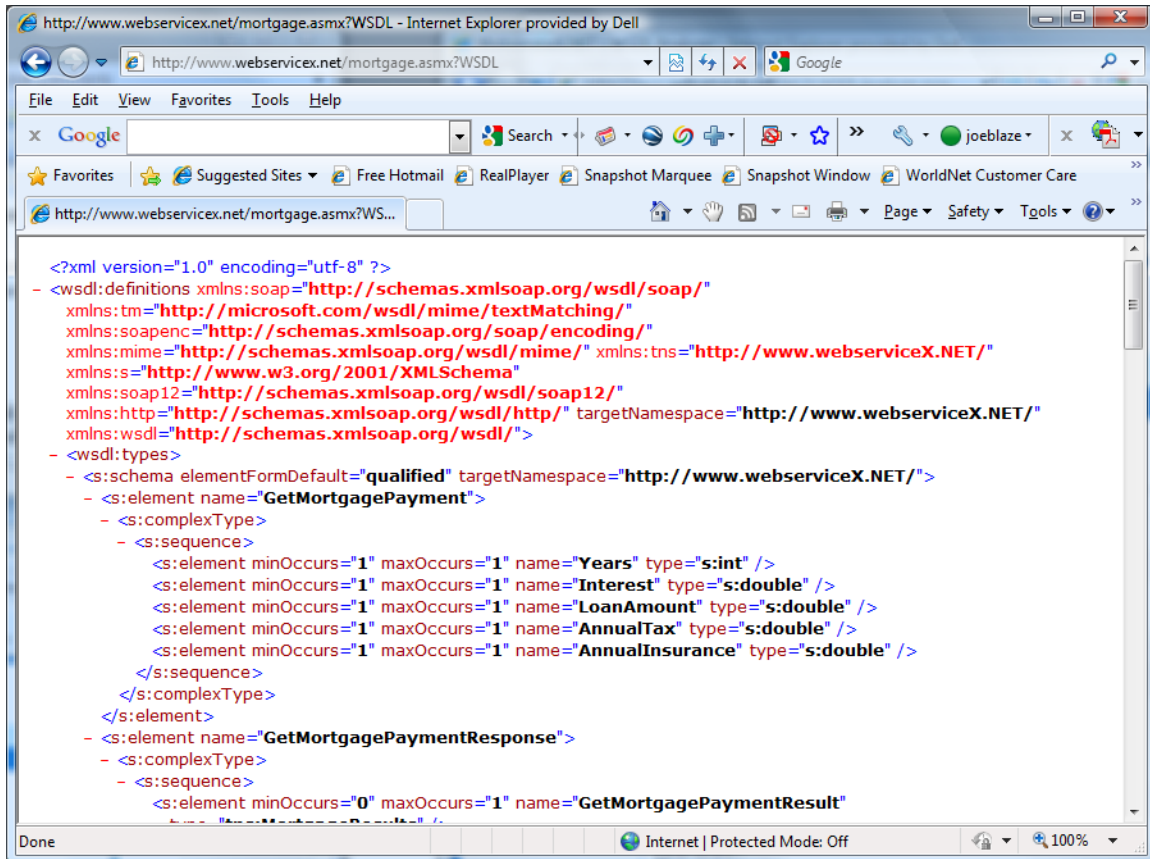 http://www.webservicex.net/mortgage.asmx?WSDL - Internet Explorer provided by Dell
http://www.webservicex.net/mortgage.asmx?WSDL Google
File Edit View Favorites Tools Help
x Google Search » joeblaze x
Favorites Suggested Sites Free Hotmail RealPlayer Snapshot Marquee Snapshot Window WorldNet Customer Care »
http://www.webservicex.net/mortgage.asmx?WS... Page Safety Tools »
<?xml version="1.0" encoding="utf-8" ?>
- <wsdl:definitions xmlns:soap="http://schemas.xmlsoap.org/wsdl/soap/"
xmlns:tm="http://microsoft.com/wsdl/mime/textMatching/"
xmlns:soapenc="http://schemas.xmlsoap.org/soap/encoding/"
xmlns:mime="http://schemas.xmlsoap.org/wsdl/mime/" xmlns:tns="http://www.webserviceX.NET/"
xmlns:s="http://www.w3.org/2001/XMLSchema"
xmlns:soap12="http://schemas.xmlsoap.org/wsdl/soap12/"
xmlns:http="http://schemas.xmlsoap.org/wsdl/http/" targetNamespace="http://www.webserviceX.NET/"
xmlns:wsdl="http://schemas.xmlsoap.org/wsdl/">
- <wsdl:types>
- <s:schema elementFormDefault="qualified" targetNamespace="http://www.webserviceX.NET/">
- <s:element name="GetMortgagePayment">
- <s:complexType>
- <s:sequence>
<s:element minOccurs="1" maxOccurs="1" name="Years" type="s:int" />
<s:element minOccurs="1" maxOccurs="1" name="Interest" type="s:double" />
<s:element minOccurs="1" maxOccurs="1" name="LoanAmount" type="s:double" />
<s:element minOccurs="1" maxOccurs="1" name="AnnualTax" type="s:double" />
<s:element minOccurs="1" maxOccurs="1" name="AnnualInsurance" type="s:double" />
</s:sequence>
</s:complexType>
</s:element>
- <s:element name="GetMortgagePaymentResponse">
- <s:complexType>
- <s:sequence>
<s:element minOccurs="0" maxOccurs="1" name="GetMortgagePaymentResult"
Done Internet | Protected Mode: Off 100%